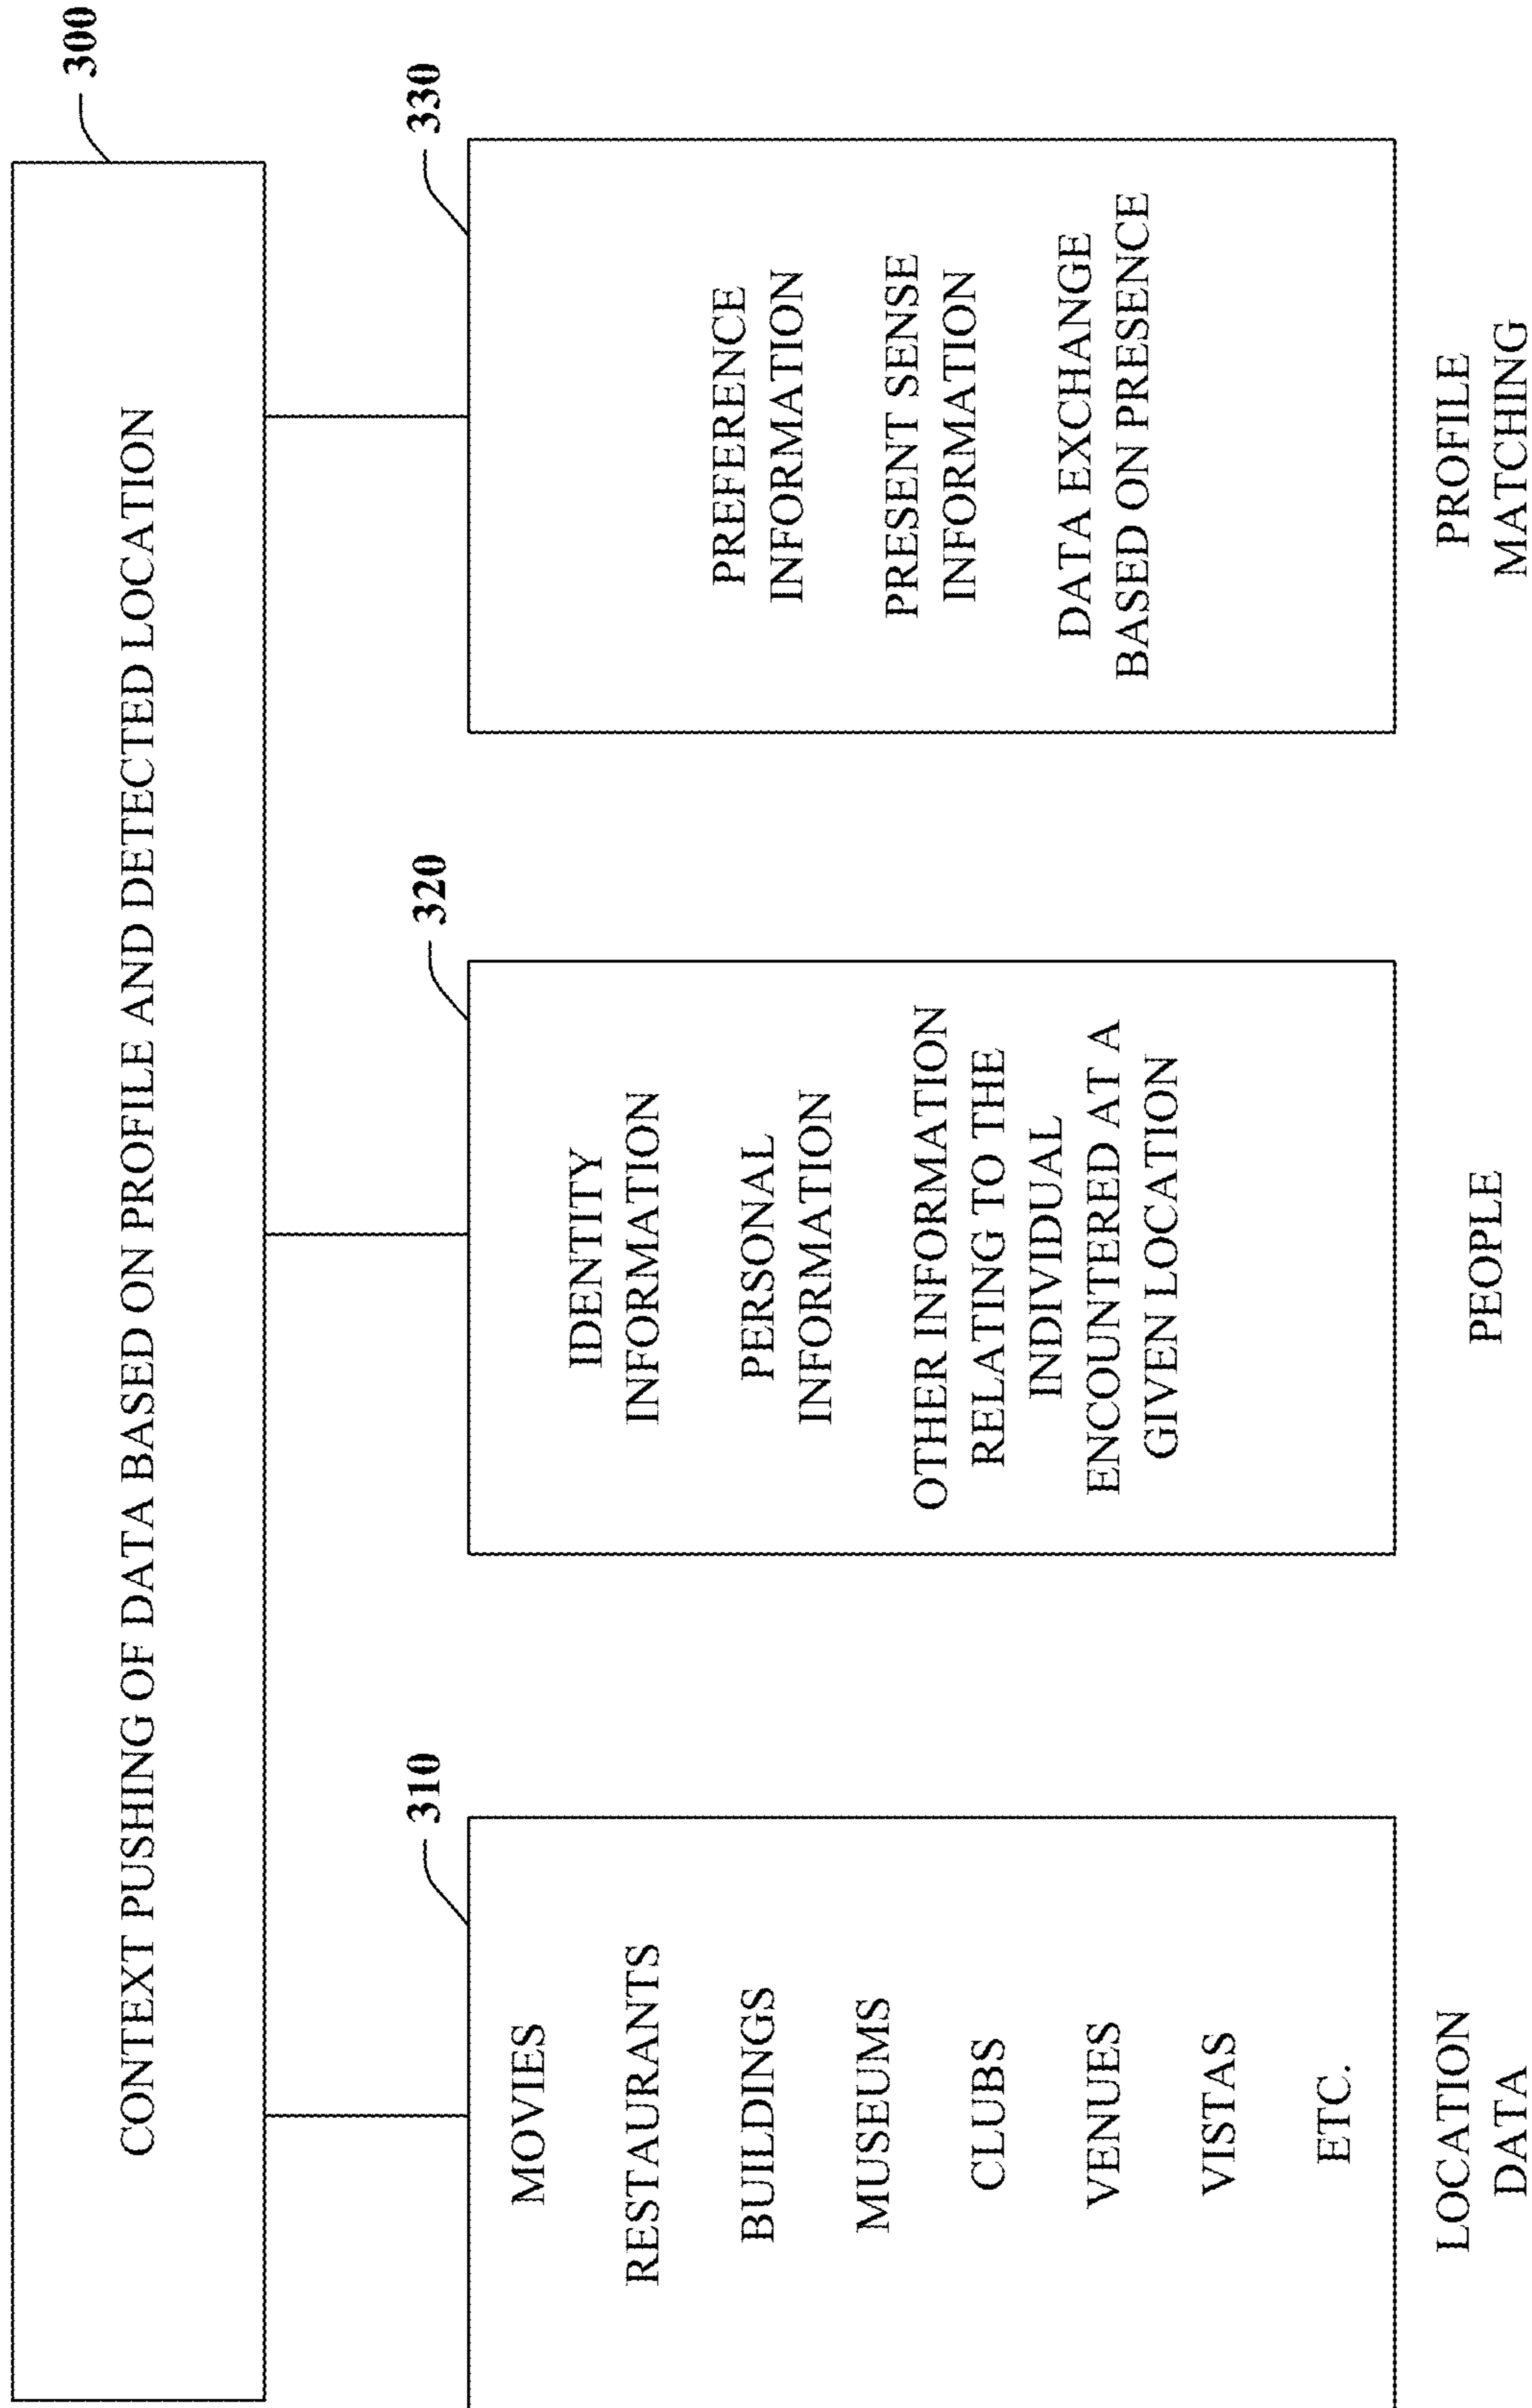 300
CONTEXT PUSHING OF DATA BASED ON PROFILE AND DETECTED LOCATION
310
MOVIES
RESTAURANTS
BUILDINGS
MUSEUMS
CLUBS
VENUES
VISTAS
ETC.
LOCATION
DATA
320
IDENTITY
INFORMATION
PERSONAL
INFORMATION
OTHER INFORMATION
RELATING TO THE
INDIVIDUAL
ENCOUNTERED AT A
GIVEN LOCATION
PEOPLE
330
PREFERENCE
INFORMATION
PRESENT SENSE
INFORMATION
DATA EXCHANGE
BASED ON PRESENCE
PROFILE
MATCHING